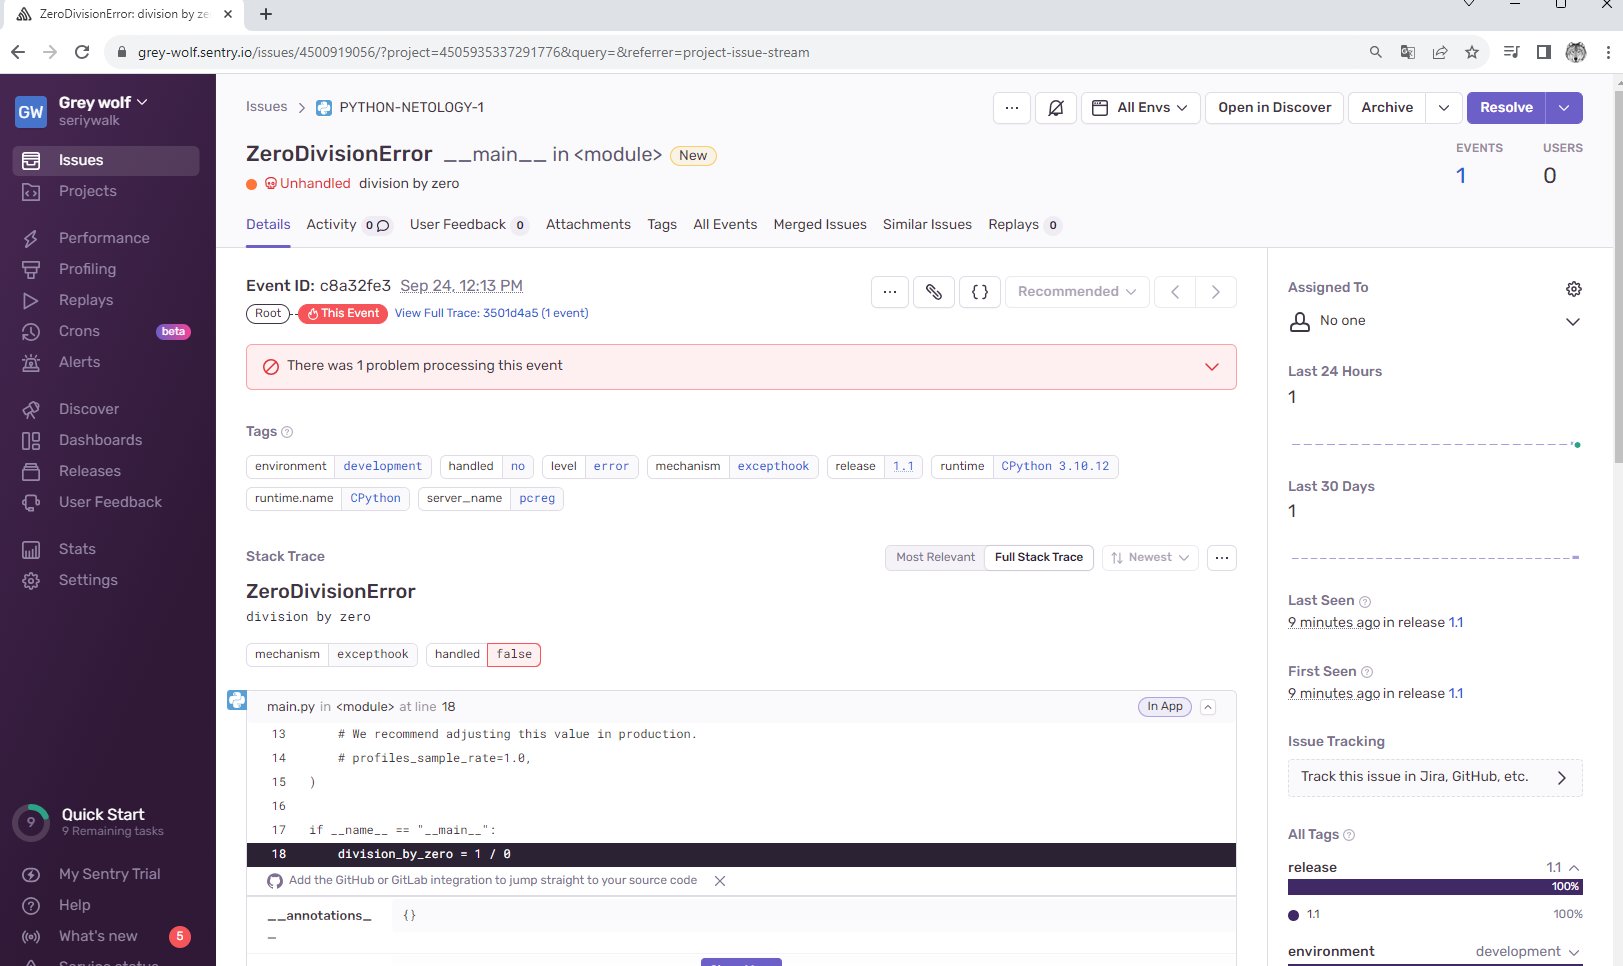 ZeroDivisionError: division by ze
grey-wolf.sentry.io/issues/4500919056/?project=4505935337291776&query=&referrer=project-issue-stream
GW
Grey wolf
seriywalk
Issues
Projects
Performance
Profiling
Replays
Crons beta
Alerts
Discover
Dashboards
Releases
User Feedback
Stats
Settings
9
Quick Start
9 Remaining tasks
My Sentry Trial
Help
What's new 5
Service status
Issues > PYTHON-NETOLOGY-1
All Envs Open in Discover Archive Resolve
ZeroDivisionError __main__ in <module> New
Unhandled division by zero
EVENTS USERS
1 0
Details Activity 0 User Feedback 0 Attachments Tags All Events Merged Issues Similar Issues Replays 0
Event ID: c8a32fe3 Sep 24, 12:13 PM
Root This Event View Full Trace: 3501d4a5 (1 event)
{} Recommended
There was 1 problem processing this event
Tags
environment development handled no level error mechanism excepthook release 1.1 runtime CPython 3.10.12
runtime.name CPython server_name pcreg
Stack Trace Most Relevant Full Stack Trace Newest
ZeroDivisionError
division by zero
mechanism excepthook handled false
main.py in <module> at line 18 In App
13 # We recommend adjusting this value in production.
14 # profiles_sample_rate=1.0,
15 )
16
17 if __name__ == "__main__":
18 division_by_zero = 1 / 0
Add the GitHub or GitLab integration to jump straight to your source code
__annotations_ {}
_
Assigned To
No one
Last 24 Hours
1
Last 30 Days
1
Last Seen
9 minutes ago in release 1.1
First Seen
9 minutes ago in release 1.1
Issue Tracking
Track this issue in Jira, GitHub, etc.
All Tags
release 1.1
100%
1.1 100%
environment development